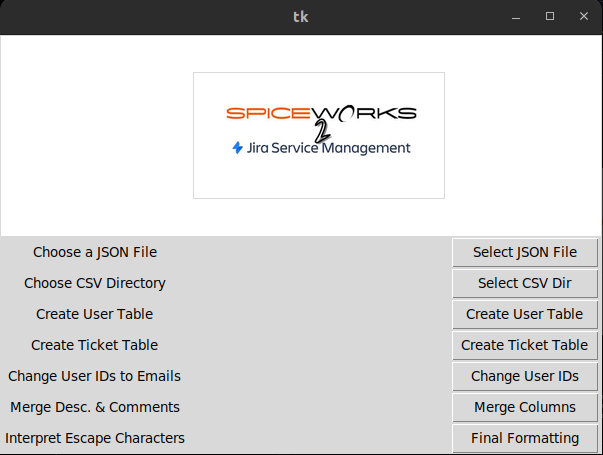 tk
SPICEWORKS
2
Jira Service Management
Choose a JSON File Select JSON File
Choose CSV Directory Select CSV Dir
Create User Table Create User Table
Create Ticket Table Create Ticket Table
Change User IDs to Emails Change User IDs
Merge Desc. & Comments Merge Columns
Interpret Escape Characters Final Formatting